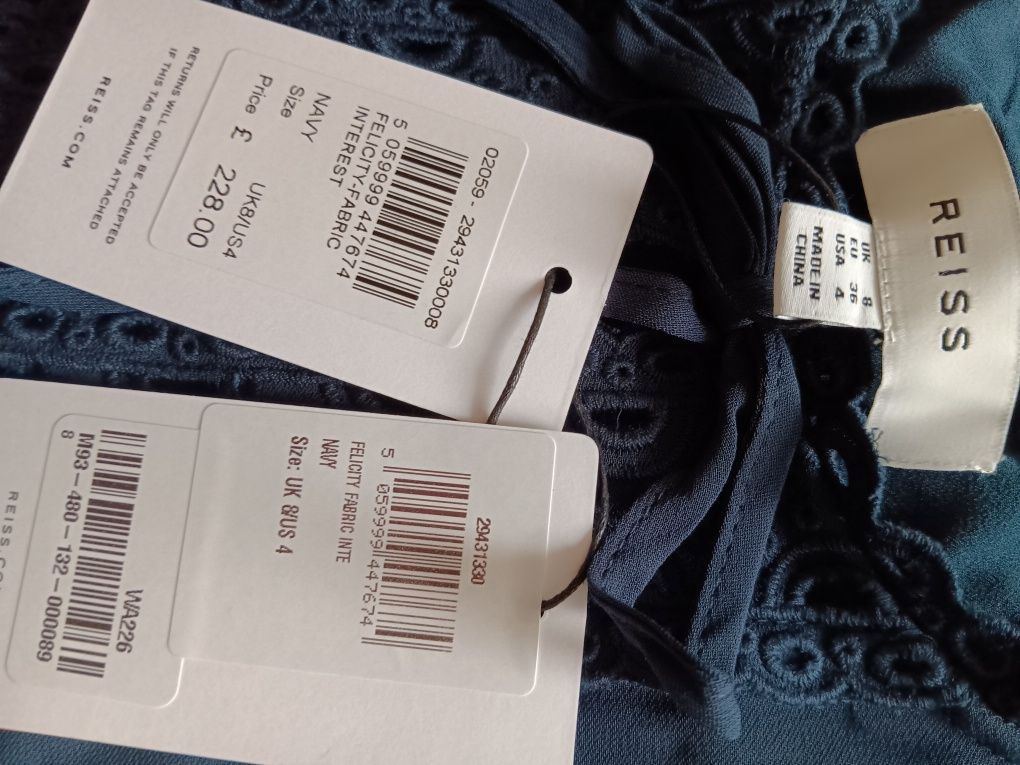 02059 - 29431330008
5 059999 447674
FELICITY-FABRIC
INTEREST
NAVY
Size UK8/US4
Price £ 228.00
RETURNS WILL ONLY BE ACCEPTED
IF THIS TAG REMAINS ATTACHED
REISS.COM
REISS
UK 8
EU 36
USA 4
MADE IN
CHINA
29431330
5 059999 447674
FELICITY FABRIC INTE
NAVY
Size: UK 8/US 4
WA226
M93-480-132-000089
8
REISS.CO